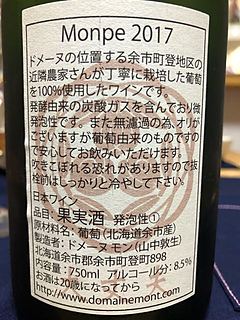 Monpe 2017
ドメーヌの位置する余市町登地区の
近隣農家さんが丁寧に栽培した葡萄
を100%使用したワインです。
発酵由来の炭酸ガスを含んでおり微
発泡性です。また無濾過の為、オリが
ございますが葡萄由来のものですの
で安心してお飲みいただけます。
吹きこぼれる恐れがありますので抜
栓前はしっかりと冷やして下さい。
日本ワイン
品目：果実酒 発泡性①
原材料名：葡萄（北海道余市産）
製造者：ドメーヌ モン（山中敦生）
北海道余市郡余市町登町898
内容量：750ml アルコール分：8.5%
お酒は20歳になってから
http://www.domainemont.com